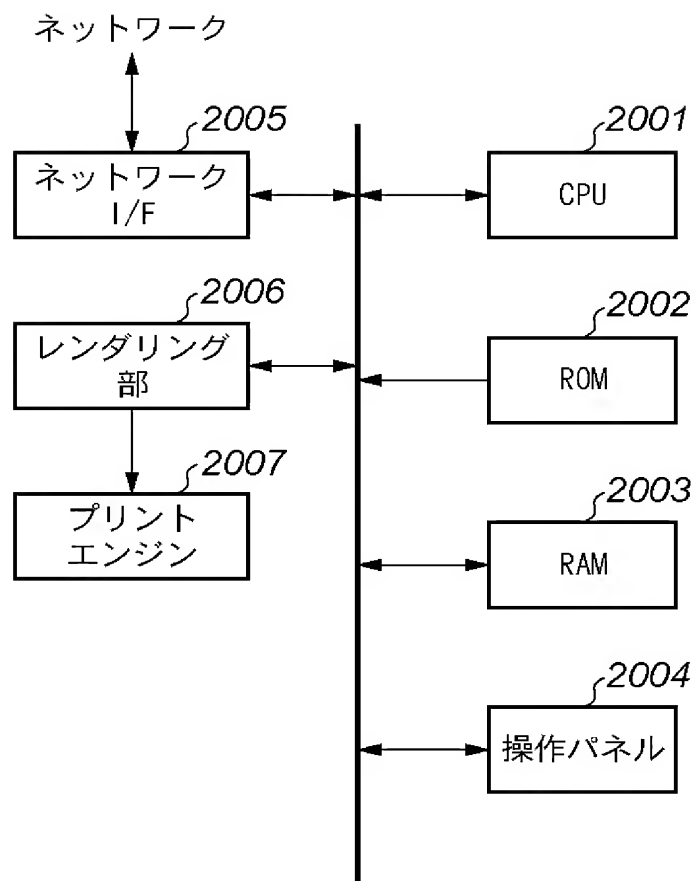 ネットワーク
2005
ネットワーク
I/F
2006
レンダリング
部
2007
プリント
エンジン
2001
CPU
2002
ROM
2003
RAM
2004
操作パネル